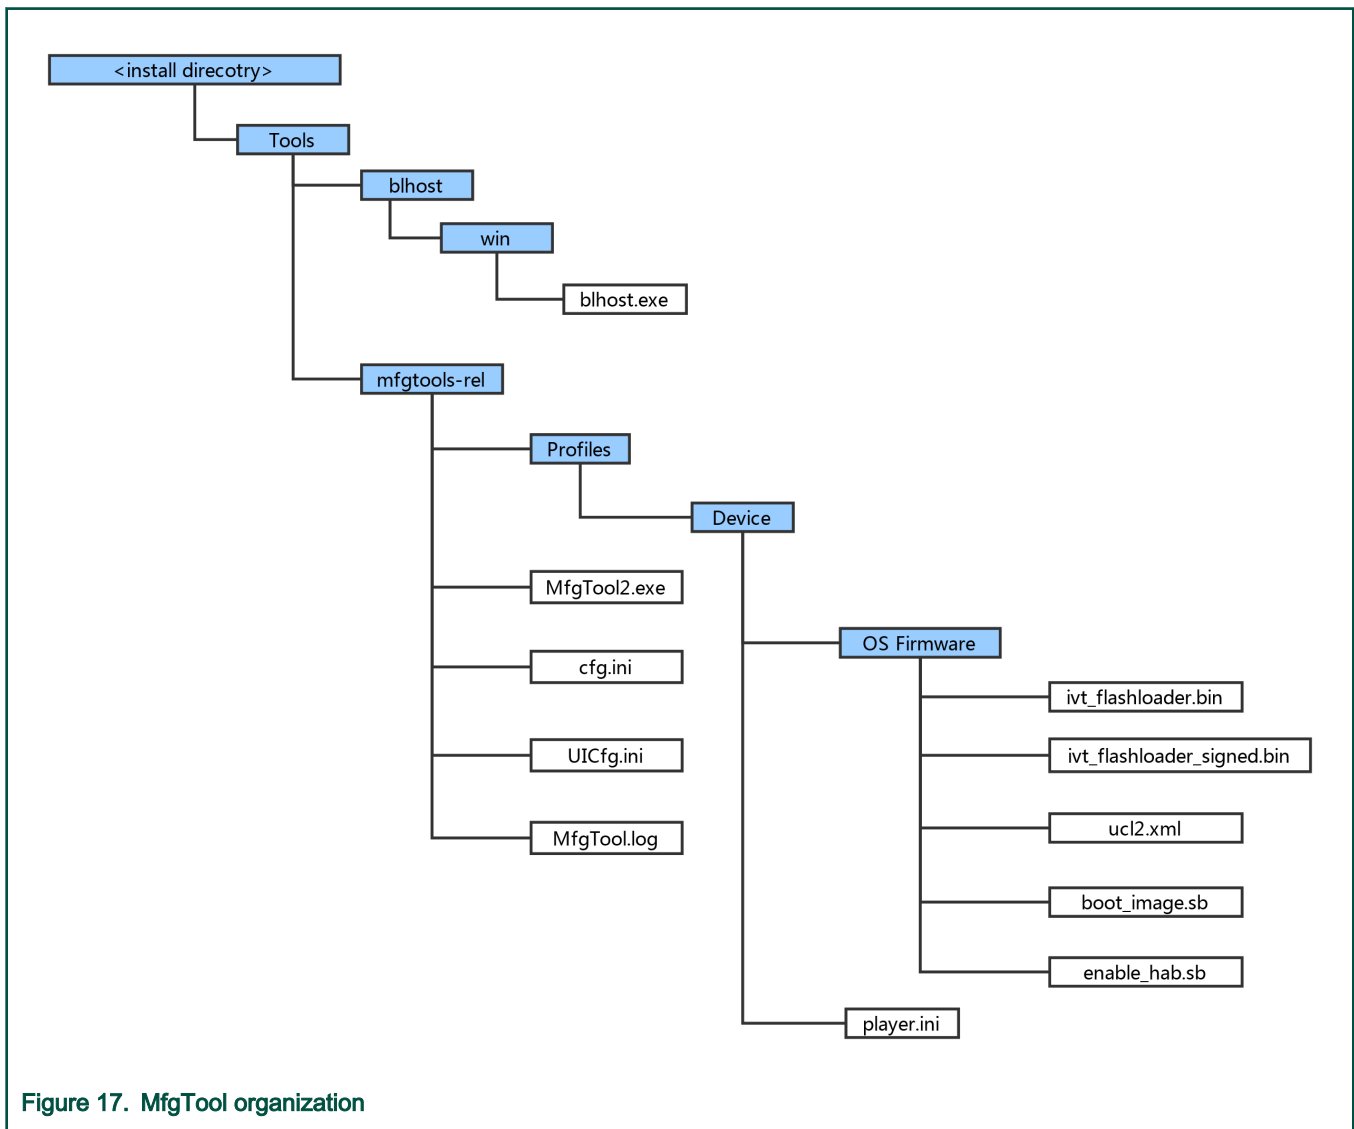 <install direcotry>
Tools
blhost
win
blhost.exe
mfgtools-rel
Profiles
Device
MfgTool2.exe
OS Firmware
cfg.ini
ivt_flashloader.bin
UICfg.ini
ivt_flashloader_signed.bin
ucl2.xml
MfgTool.log
boot_image.sb
enable_hab.sb
player.ini
Figure 17. MfgTool organization